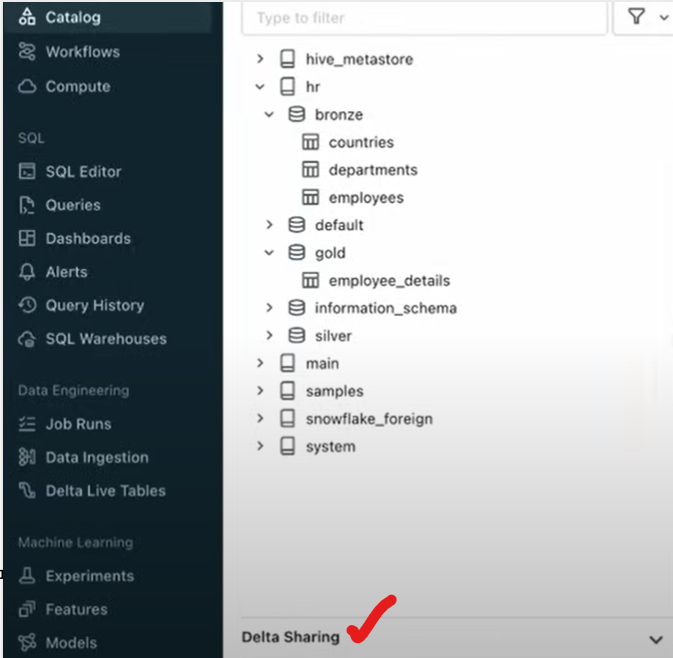 Catalog
Workflows
Compute
SQL
SQL Editor
Queries
Dashboards
Alerts
Query History
SQL Warehouses
Data Engineering
Job Runs
Data Ingestion
Delta Live Tables
Machine Learning
Experiments
Features
Models
Type to filter
hive_metastore
hr
bronze
countries
departments
employees
default
gold
employee_details
information_schema
silver
main
samples
snowflake_foreign
system
Delta Sharing